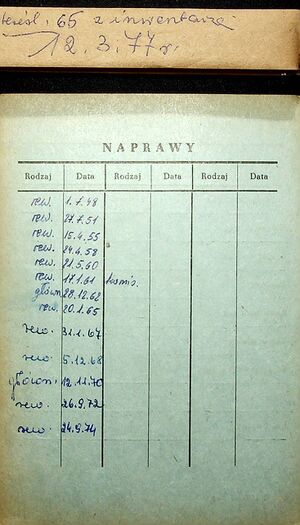 skreśl. 65 z inwentarza
12.3.77r.
NAPRAWY
Rodzaj Data Rodzaj Data Rodzaj Data
rew. 1.7.48
rew. 27.7.51
rew. 15.4.55
rew. 24.4.58
rew. 21.5.60
rew. 17.1.61
główn 28.12.62
rew. 20.1.65
rew. 31.1.67
rew. 5.12.68
główn. 12.11.70
rew. 26.9.72
rew. 24.9.74